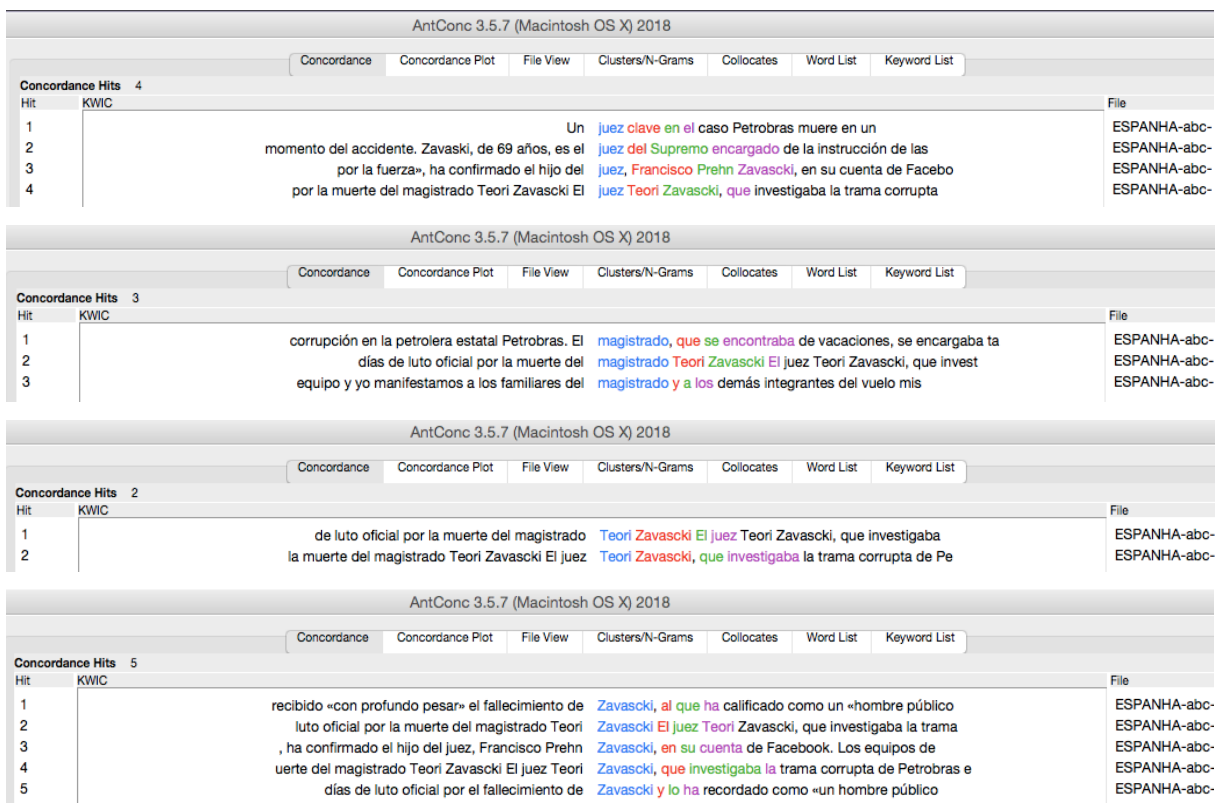 AntConc 3.5.7 (Macintosh OS X) 2018
Concordance Concordance Plot File View Clusters/N-Grams Collocates Word List Keyword List
Concordance Hits 4
Hit KWIC File
1 Un juez clave en el caso Petrobras muere en un ESPANHA-abc-
2 momento del accidente. Zavaski, de 69 años, es el juez del Supremo encargado de la instrucción de las ESPANHA-abc-
3 por la fuerza», ha confirmado el hijo del juez, Francisco Prehn Zavascki, en su cuenta de Facebo ESPANHA-abc-
4 por la muerte del magistrado Teori Zavascki El juez Teori Zavascki, que investigaba la trama corrupta ESPANHA-abc-
AntConc 3.5.7 (Macintosh OS X) 2018
Concordance Concordance Plot File View Clusters/N-Grams Collocates Word List Keyword List
Concordance Hits 3
Hit KWIC File
1 corrupción en la petrolera estatal Petrobras. El magistrado, que se encontraba de vacaciones, se encargaba ta ESPANHA-abc-
2 días de luto oficial por la muerte del magistrado Teori Zavascki El juez Teori Zavascki, que invest ESPANHA-abc-
3 equipo y yo manifestamos a los familiares del magistrado y a los demás integrantes del vuelo mis ESPANHA-abc-
AntConc 3.5.7 (Macintosh OS X) 2018
Concordance Concordance Plot File View Clusters/N-Grams Collocates Word List Keyword List
Concordance Hits 2
Hit KWIC File
1 de luto oficial por la muerte del magistrado Teori Zavascki El juez Teori Zavascki, que investigaba ESPANHA-abc-
2 la muerte del magistrado Teori Zavascki El juez Teori Zavascki, que investigaba la trama corrupta de Pe ESPANHA-abc-
AntConc 3.5.7 (Macintosh OS X) 2018
Concordance Concordance Plot File View Clusters/N-Grams Collocates Word List Keyword List
Concordance Hits 5
Hit KWIC File
1 recibido «con profundo pesar» el fallecimiento de Zavascki, al que ha calificado como un «hombre público ESPANHA-abc-
2 luto oficial por la muerte del magistrado Teori Zavascki El juez Teori Zavascki, que investigaba la trama ESPANHA-abc-
3 , ha confirmado el hijo del juez, Francisco Prehn Zavascki, en su cuenta de Facebook. Los equipos de ESPANHA-abc-
4 uerte del magistrado Teori Zavascki El juez Teori Zavascki, que investigaba la trama corrupta de Petrobras e ESPANHA-abc-
5 días de luto oficial por el fallecimiento de Zavascki y lo ha recordado como «un hombre público ESPANHA-abc-